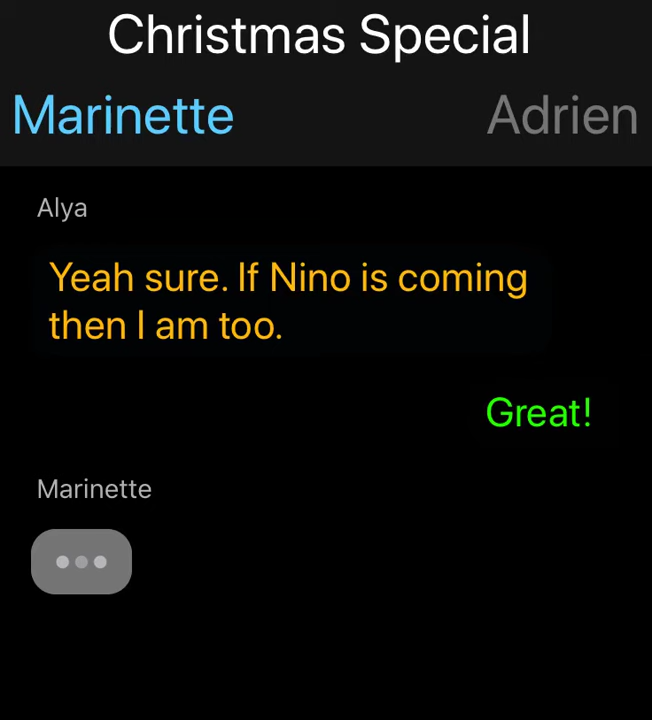 Christmas Special
Marinette Adrien
Alya
Yeah sure. If Nino is coming
then I am too.
Great!
Marinette